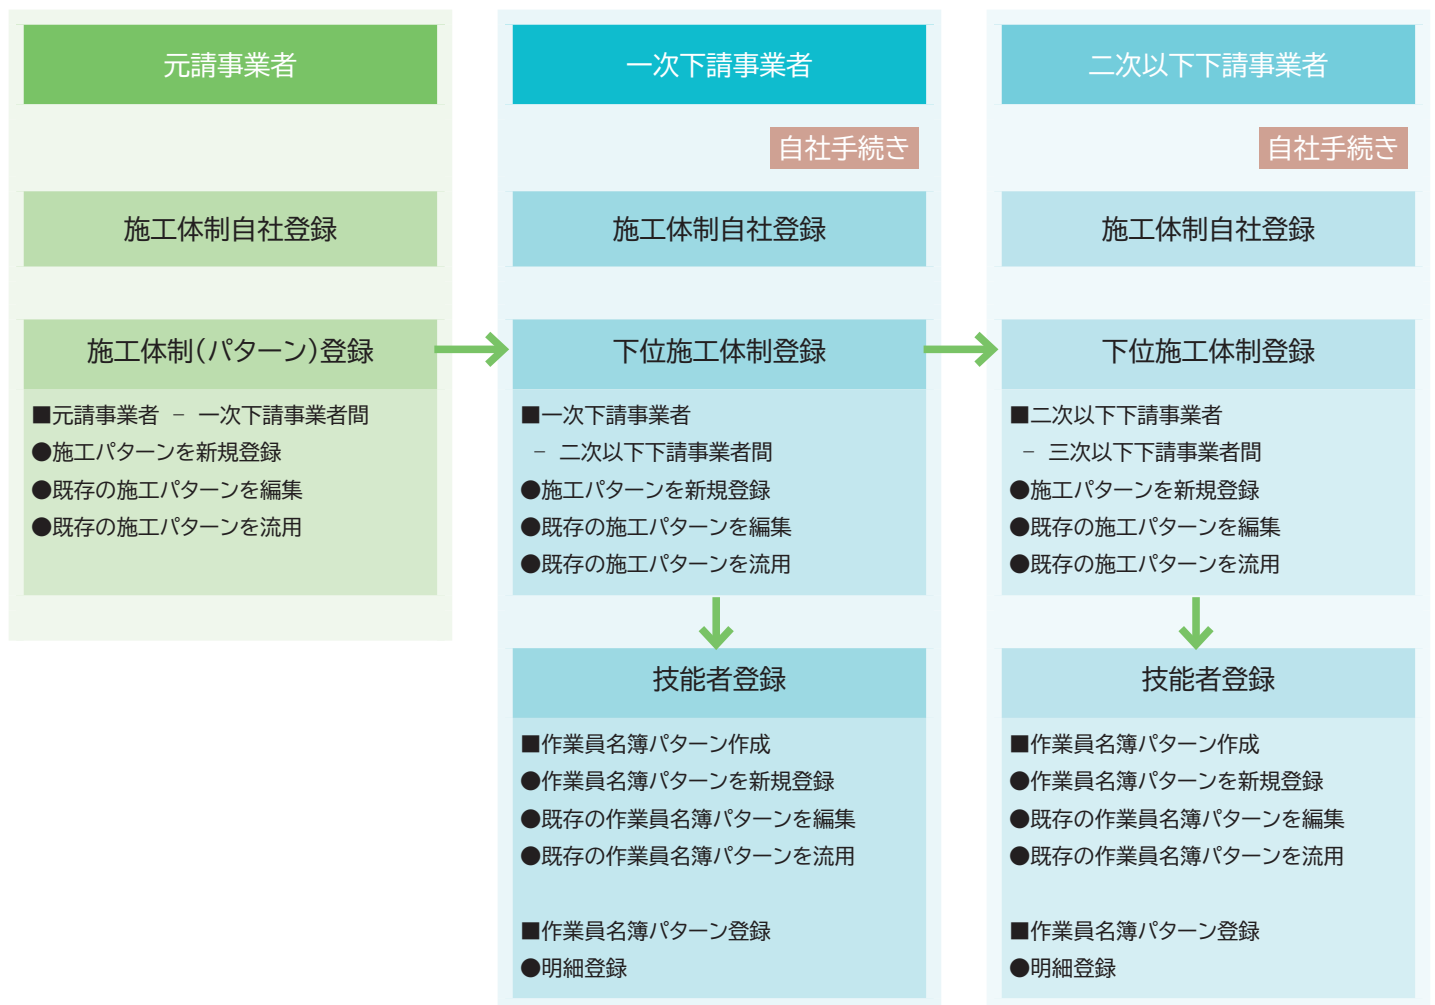 元請事業者
施工体制自社登録
施工体制(パターン)登録
■元請事業者 － 一次下請事業者間
●施工パターンを新規登録
●既存の施工パターンを編集
●既存の施工パターンを流用
一次下請事業者
自社手続き
施工体制自社登録
下位施工体制登録
■一次下請事業者
－ 二次以下下請事業者間
●施工パターンを新規登録
●既存の施工パターンを編集
●既存の施工パターンを流用
技能者登録
■作業員名簿パターン作成
●作業員名簿パターンを新規登録
●既存の作業員名簿パターンを編集
●既存の作業員名簿パターンを流用
■作業員名簿パターン登録
●明細登録
二次以下下請事業者
自社手続き
施工体制自社登録
下位施工体制登録
■二次以下下請事業者
－ 三次以下下請事業者間
●施工パターンを新規登録
●既存の施工パターンを編集
●既存の施工パターンを流用
技能者登録
■作業員名簿パターン作成
●作業員名簿パターンを新規登録
●既存の作業員名簿パターンを編集
●既存の作業員名簿パターンを流用
■作業員名簿パターン登録
●明細登録